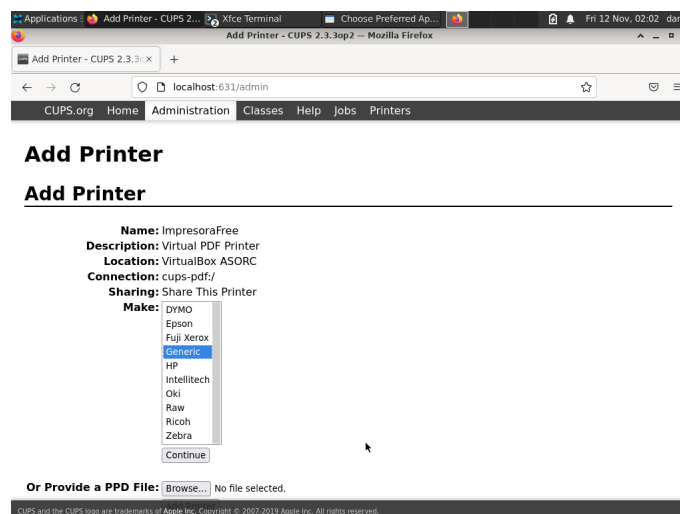 Applications Add Printer - CUPS 2... Xfce Terminal Choose Preferred Ap... Fri 12 Nov, 02:02 dar
Add Printer - CUPS 2.3.3op2 — Mozilla Firefox
Add Printer - CUPS 2.3.3c × +
localhost:631/admin
CUPS.org Home Administration Classes Help Jobs Printers
Add Printer
Add Printer
Name: ImpresoraFree
Description: Virtual PDF Printer
Location: VirtualBox ASORC
Connection: cups-pdf:/
Sharing: Share This Printer
Make: DYMO
Epson
Fuji Xerox
Generic
HP
Intellitech
Oki
Raw
Ricoh
Zebra
Continue
Or Provide a PPD File: Browse... No file selected.
CUPS and the CUPS logo are trademarks of Apple Inc. Copyright © 2007-2019 Apple Inc. All rights reserved.